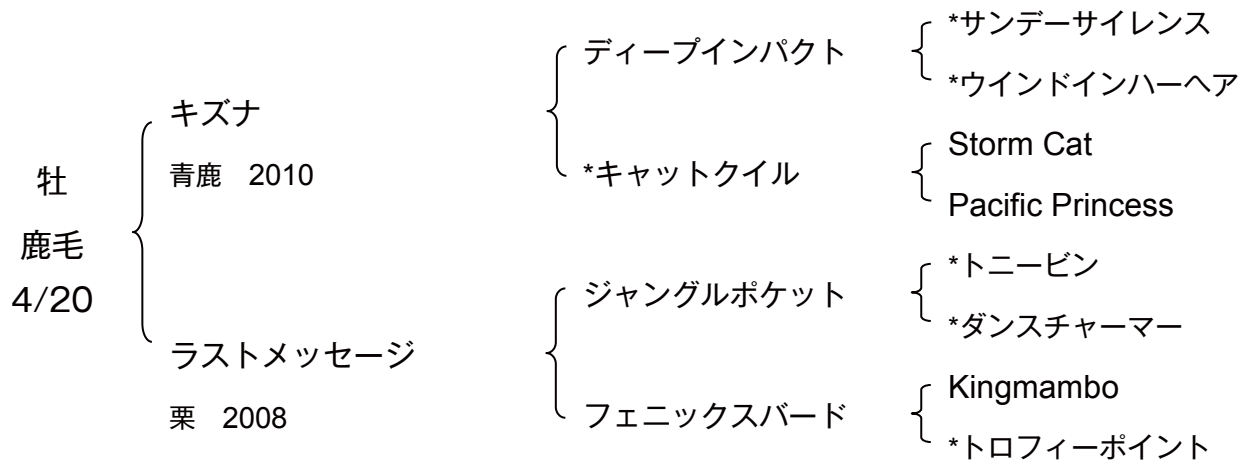 牡
鹿毛
4/20
キズナ
青鹿　2010
ラストメッセージ
栗　2008
ディープインパクト
*キャットクイル
ジャングルポケット
フェニックスバード
*サンデーサイレンス
*ウインドインハーヘア
Storm Cat
Pacific Princess
*トニービン
*ダンスチャーマー
Kingmambo
*トロフィーポイント